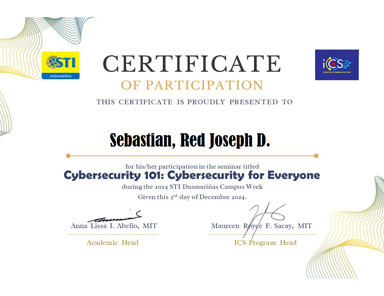 STI
DASMARIÑAS
ICS
CERTIFICATE
OF PARTICIPATION
THIS CERTIFICATE IS PROUDLY PRESENTED TO
Sebastian, Red Joseph D.
for his/her participation in the seminar titled
Cybersecurity 101: Cybersecurity for Everyone
during the 2024 STI Dasmariñas Campus Week
Given this 3rd day of December 2024.
Anna Lissa I. Abello, MIT
Maureen Royce F. Sacay, MIT
Academic Head
ICS Program Head